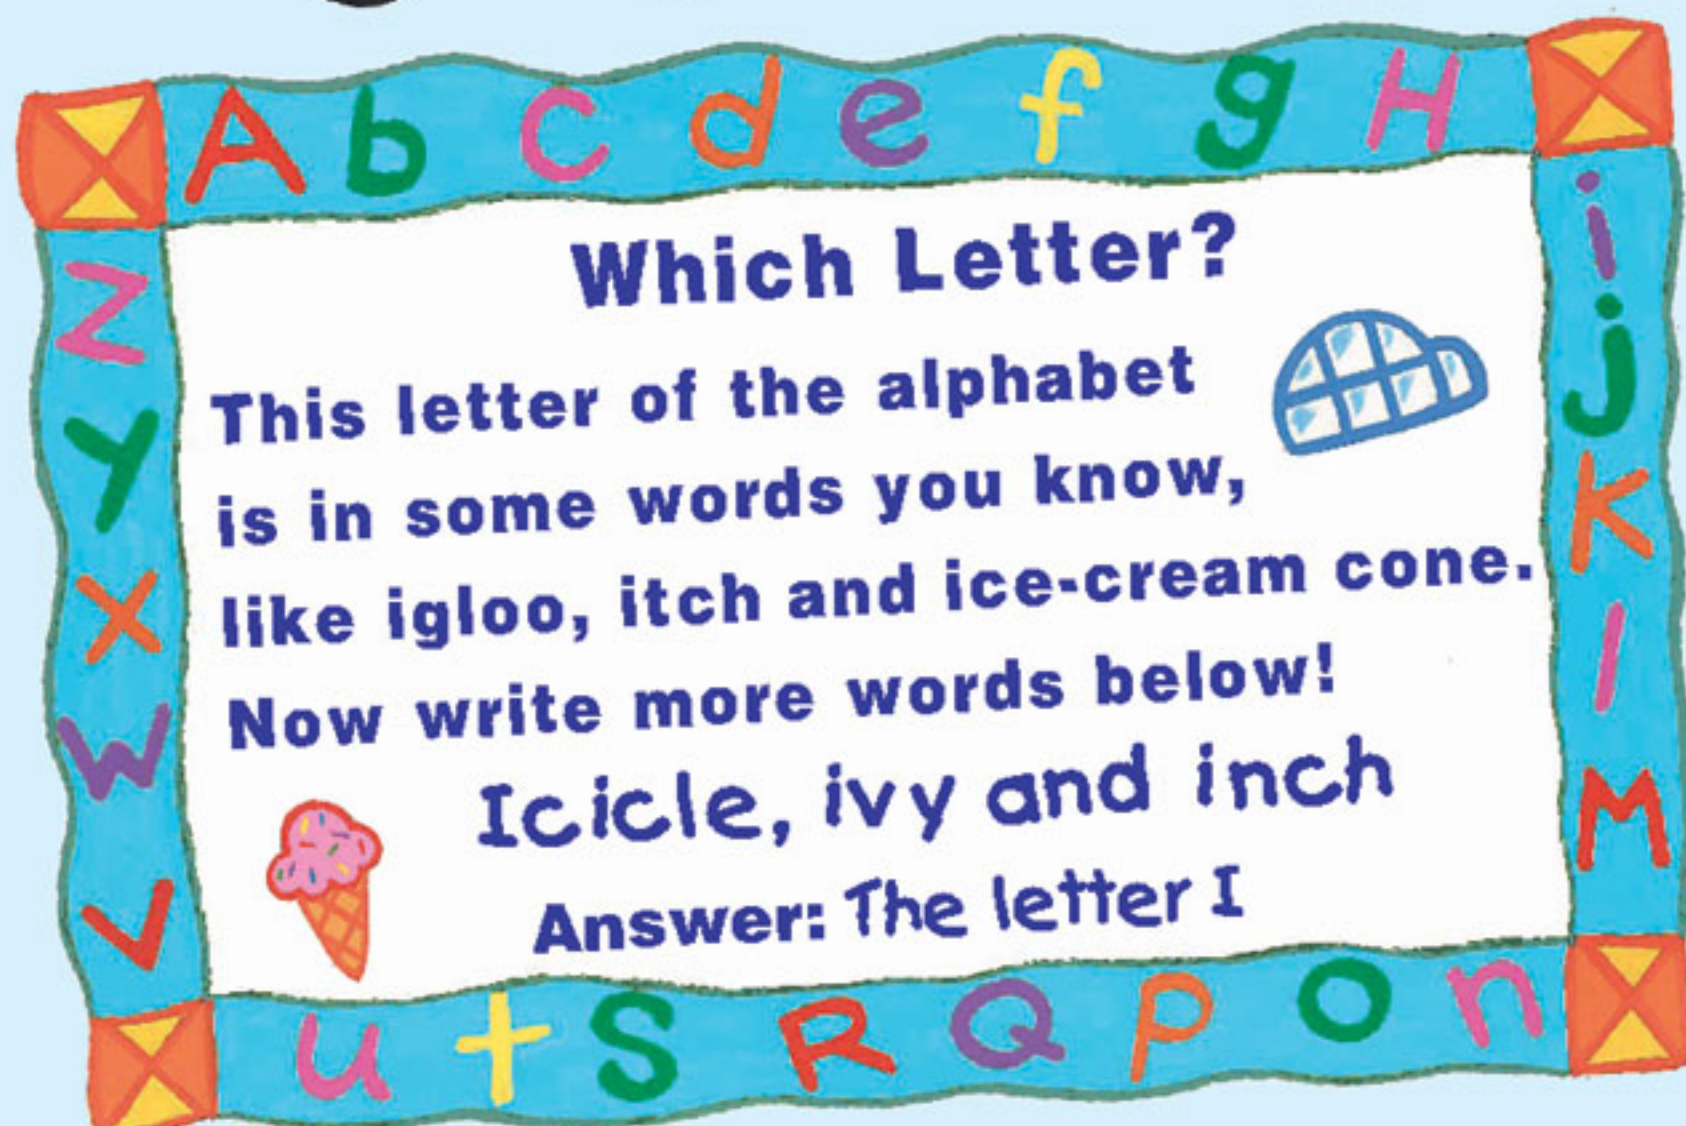 A b c d e f g H
i
j
K
l
M
n
o
p
Q
R
S
t
u
V
W
X
y
Z
Which Letter?
This letter of the alphabet
is in some words you know,
like igloo, itch and ice-cream cone.
Now write more words below!
Icicle, ivy and inch
Answer: The letter I